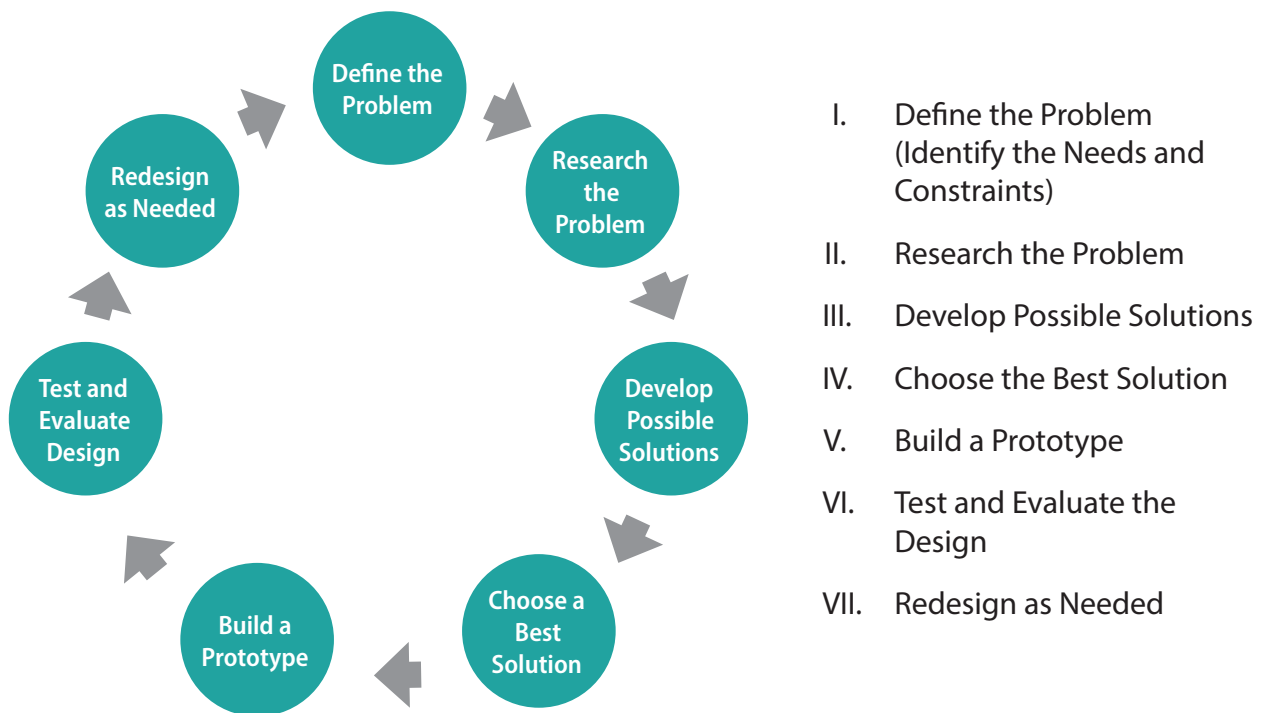 Define the
Problem
Research
the
Problem
Develop
Possible
Solutions
Choose a
Best
Solution
Build a
Prototype
Test and
Evaluate
Design
Redesign
as Needed
I. Define the Problem
(Identify the Needs and
Constraints)
II. Research the Problem
III. Develop Possible Solutions
IV. Choose the Best Solution
V. Build a Prototype
VI. Test and Evaluate the
Design
VII. Redesign as Needed